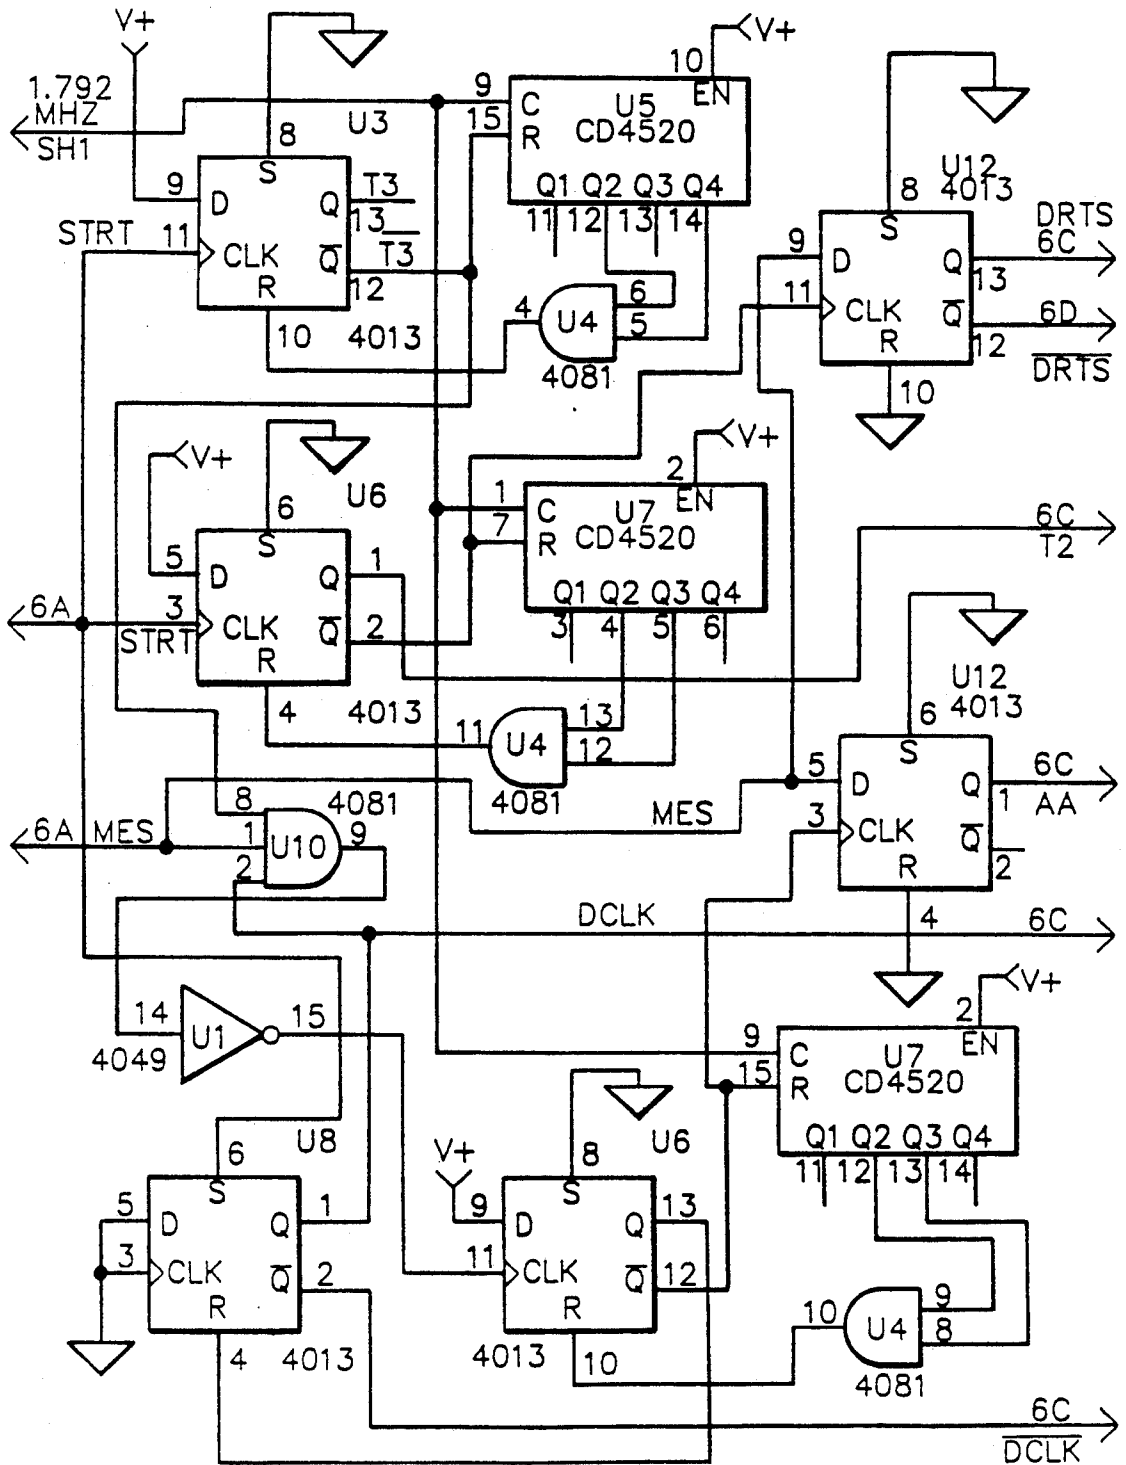 V+
1.792
MHZ
SH1
U3
8
S
9
D
Q
T3
13
STRT
11
CLK
Q
T3
12
R
10
4013
V+
10
EN
9
C
U5
15
R
CD4520
Q1 Q2 Q3 Q4
11 12 13 14
6
4
U4
5
4081
U12
4013
8
S
9
D
Q
13
DRTS
6C
11
CLK
Q
12
6D
DRTS
R
10
V+
U6
6
S
5
D
Q
1
6A
3
STRT
CLK
Q
2
R
4
4013
V+
2
EN
1
C
U7
7
R
CD4520
Q1 Q2 Q3 Q4
3 4 5 6
6C
T2
13
11
U4
12
4081
U12
4013
6
S
5
D
Q
1
6C
AA
3
CLK
Q
2
R
4
4081
MES
8
6A MES
1
U10
9
2
DCLK
6C
14
U1
15
4049
V+
2
EN
9
C
U7
15
R
CD4520
Q1 Q2 Q3 Q4
11 12 13 14
U8
6
S
5
D
Q
1
3
CLK
Q
2
R
4
4013
V+
U6
8
S
9
D
Q
13
11
CLK
Q
12
R
4013
10
9
10
U4
8
4081
6C
DCLK